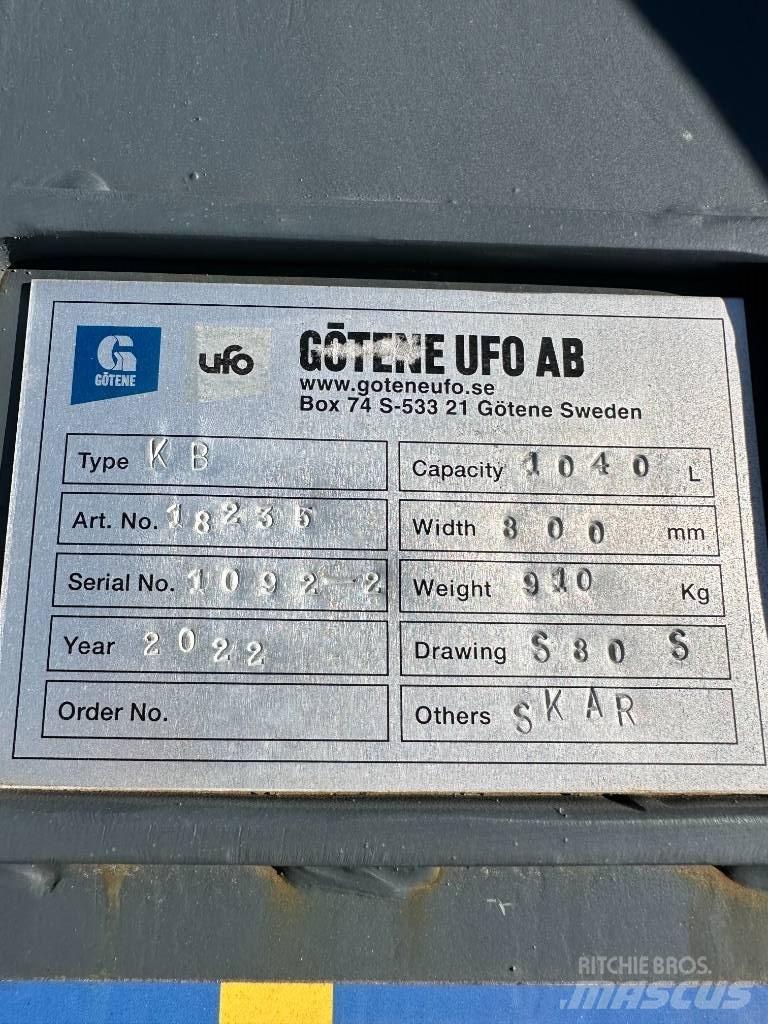 GÖTENE
ufo
GÖTENE UFO AB
www.goteneufo.se
Box 74 S-533 21 Götene Sweden
Type KB
Capacity 1040 L
Art. No. 18235
Width 800 mm
Serial No. 1092-2
Weight 910 Kg
Year 2022
Drawing S80 S
Order No.
Others SKAR
RITCHIE BROS.
MASCUS